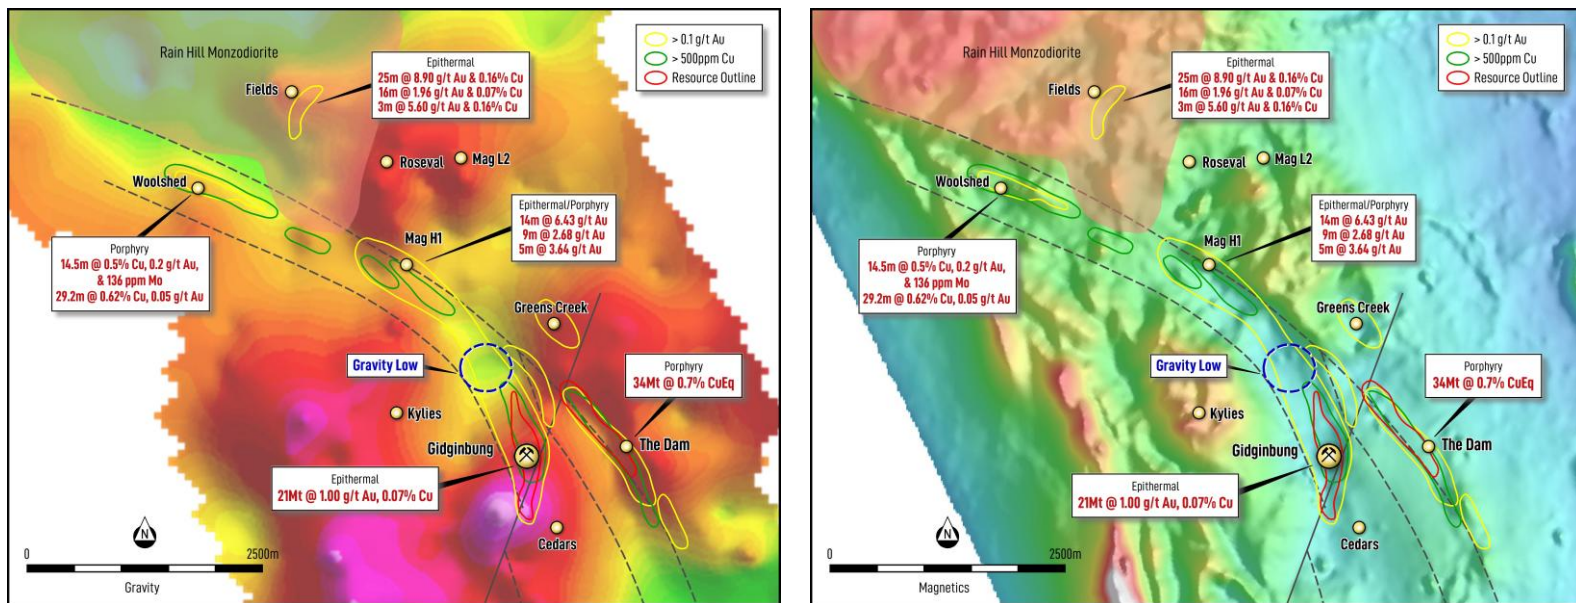 Rain Hill Monzodiorite
> 0.1 g/t Au
> 500ppm Cu
Resource Outline
Epithermal
25m @ 8.90 g/t Au & 0.16% Cu
16m @ 1.96 g/t Au & 0.07% Cu
3m @ 5.60 g/t Au & 0.16% Cu
Fields
Roseval
Mag L2
Woolshed
Epithermal/Porphyry
14m @ 6.43 g/t Au
9m @ 2.68 g/t Au
5m @ 3.64 g/t Au
Mag H1
Porphyry
14.5m @ 0.5% Cu, 0.2 g/t Au,
& 136 ppm Mo
29.2m @ 0.62% Cu, 0.05 g/t Au
Greens Creek
Gravity Low
Porphyry
34Mt @ 0.7% CuEq
Kylies
Gidginbung
The Dam
Epithermal
21Mt @ 1.00 g/t Au, 0.07% Cu
Cedars
N
0
2500m
Gravity
Rain Hill Monzodiorite
> 0.1 g/t Au
> 500ppm Cu
Resource Outline
Epithermal
25m @ 8.90 g/t Au & 0.16% Cu
16m @ 1.96 g/t Au & 0.07% Cu
3m @ 5.60 g/t Au & 0.16% Cu
Fields
Roseval
Mag L2
Woolshed
Epithermal/Porphyry
14m @ 6.43 g/t Au
9m @ 2.68 g/t Au
5m @ 3.64 g/t Au
Mag H1
Porphyry
14.5m @ 0.5% Cu, 0.2 g/t Au,
& 136 ppm Mo
29.2m @ 0.62% Cu, 0.05 g/t Au
Greens Creek
Gravity Low
Porphyry
34Mt @ 0.7% CuEq
Kylies
Gidginbung
The Dam
Epithermal
21Mt @ 1.00 g/t Au, 0.07% Cu
Cedars
N
0
2500m
Magnetics